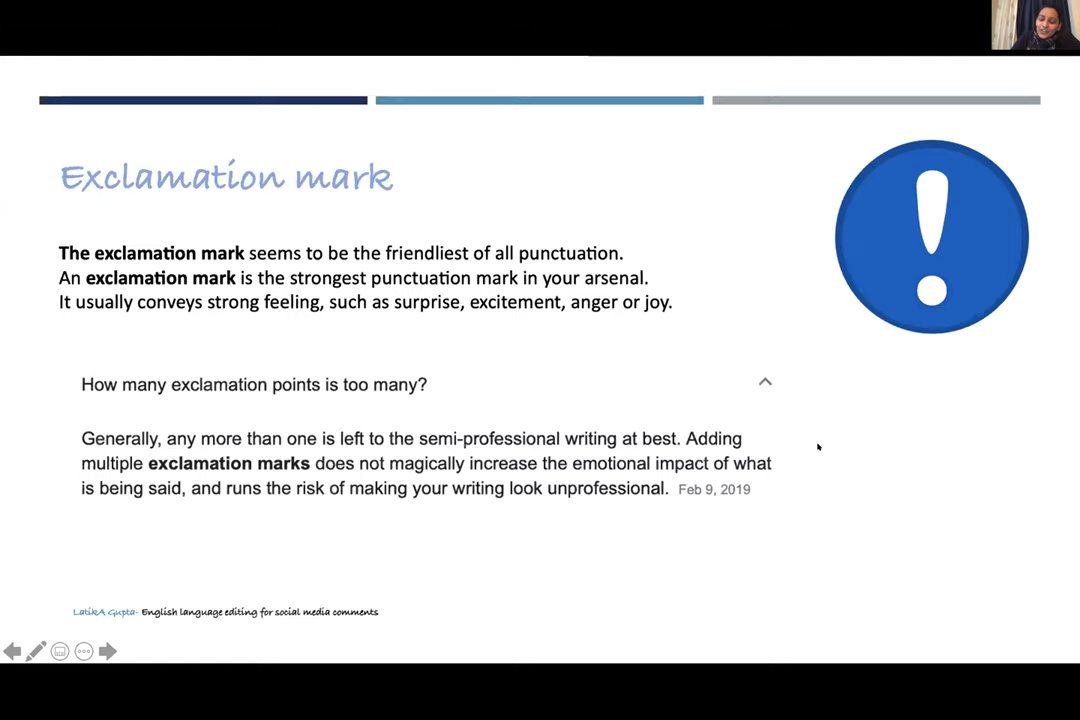 Exclamation mark
The exclamation mark seems to be the friendliest of all punctuation.
An exclamation mark is the strongest punctuation mark in your arsenal.
It usually conveys strong feeling, such as surprise, excitement, anger or joy.
How many exclamation points is too many?
Generally, any more than one is left to the semi-professional writing at best. Adding
multiple exclamation marks does not magically increase the emotional impact of what
is being said, and runs the risk of making your writing look unprofessional. Feb 9, 2019
LatikA Gupta- English language editing for social media comments